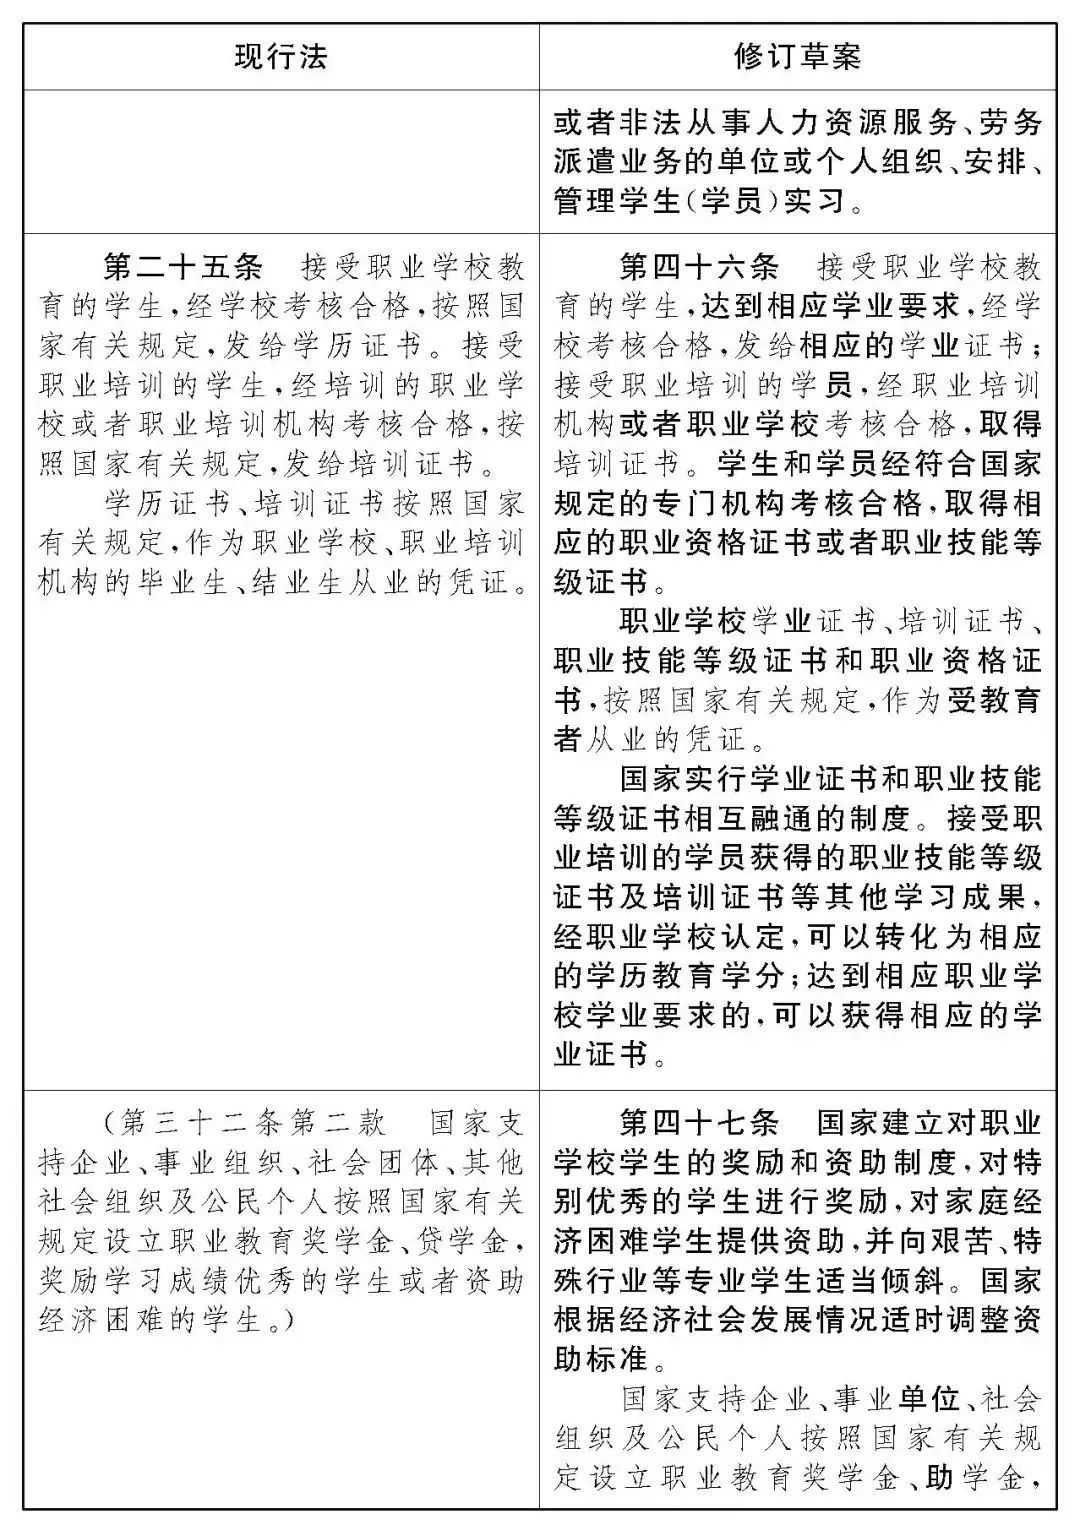 现行法
修订草案
或者非法从事人力资源服务、劳务
派遣业务的单位或个人组织、安排、
管理学生(学员)实习。
第二十五条 接受职业学校教
育的学生,经学校考核合格,按照国
家有关规定,发给学历证书。接受
职业培训的学生,经培训的职业学
校或者职业培训机构考核合格,按
照国家有关规定,发给培训证书。
学历证书、培训证书按照国家
有关规定,作为职业学校、职业培训
机构的毕业生、结业生从业的凭证。
第四十六条 接受职业学校教
育的学生,达到相应学业要求,经学
校考核合格,发给相应的学业证书;
接受职业培训的学员,经职业培训
机构或者职业学校考核合格,取得
培训证书。学生和学员经符合国家
规定的专门机构考核合格,取得相
应的职业资格证书或者职业技能等
级证书。
职业学校学业证书、培训证书、
职业技能等级证书和职业资格证
书,按照国家有关规定,作为受教育
者从业的凭证。
国家实行学业证书和职业技能
等级证书相互融通的制度。接受职
业培训的学员获得的职业技能等级
证书及培训证书等其他学习成果,
经职业学校认定,可以转化为相应
的学历教育学分;达到相应职业学
校学业要求的,可以获得相应的学
业证书。
(第三十二条第二款 国家支
持企业、事业组织、社会团体、其他
社会组织及公民个人按照国家有关
规定设立职业教育奖学金、贷学金,
奖励学习成绩优秀的学生或者资助
经济困难的学生。)
第四十七条 国家建立对职业
学校学生的奖励和资助制度,对特
别优秀的学生进行奖励,对家庭经
济困难学生提供资助,并向艰苦、特
殊行业等专业学生适当倾斜。国家
根据经济社会发展情况适时调整资
助标准。
国家支持企业、事业单位、社会
组织及公民个人按照国家有关规
定设立职业教育奖学金、助学金,